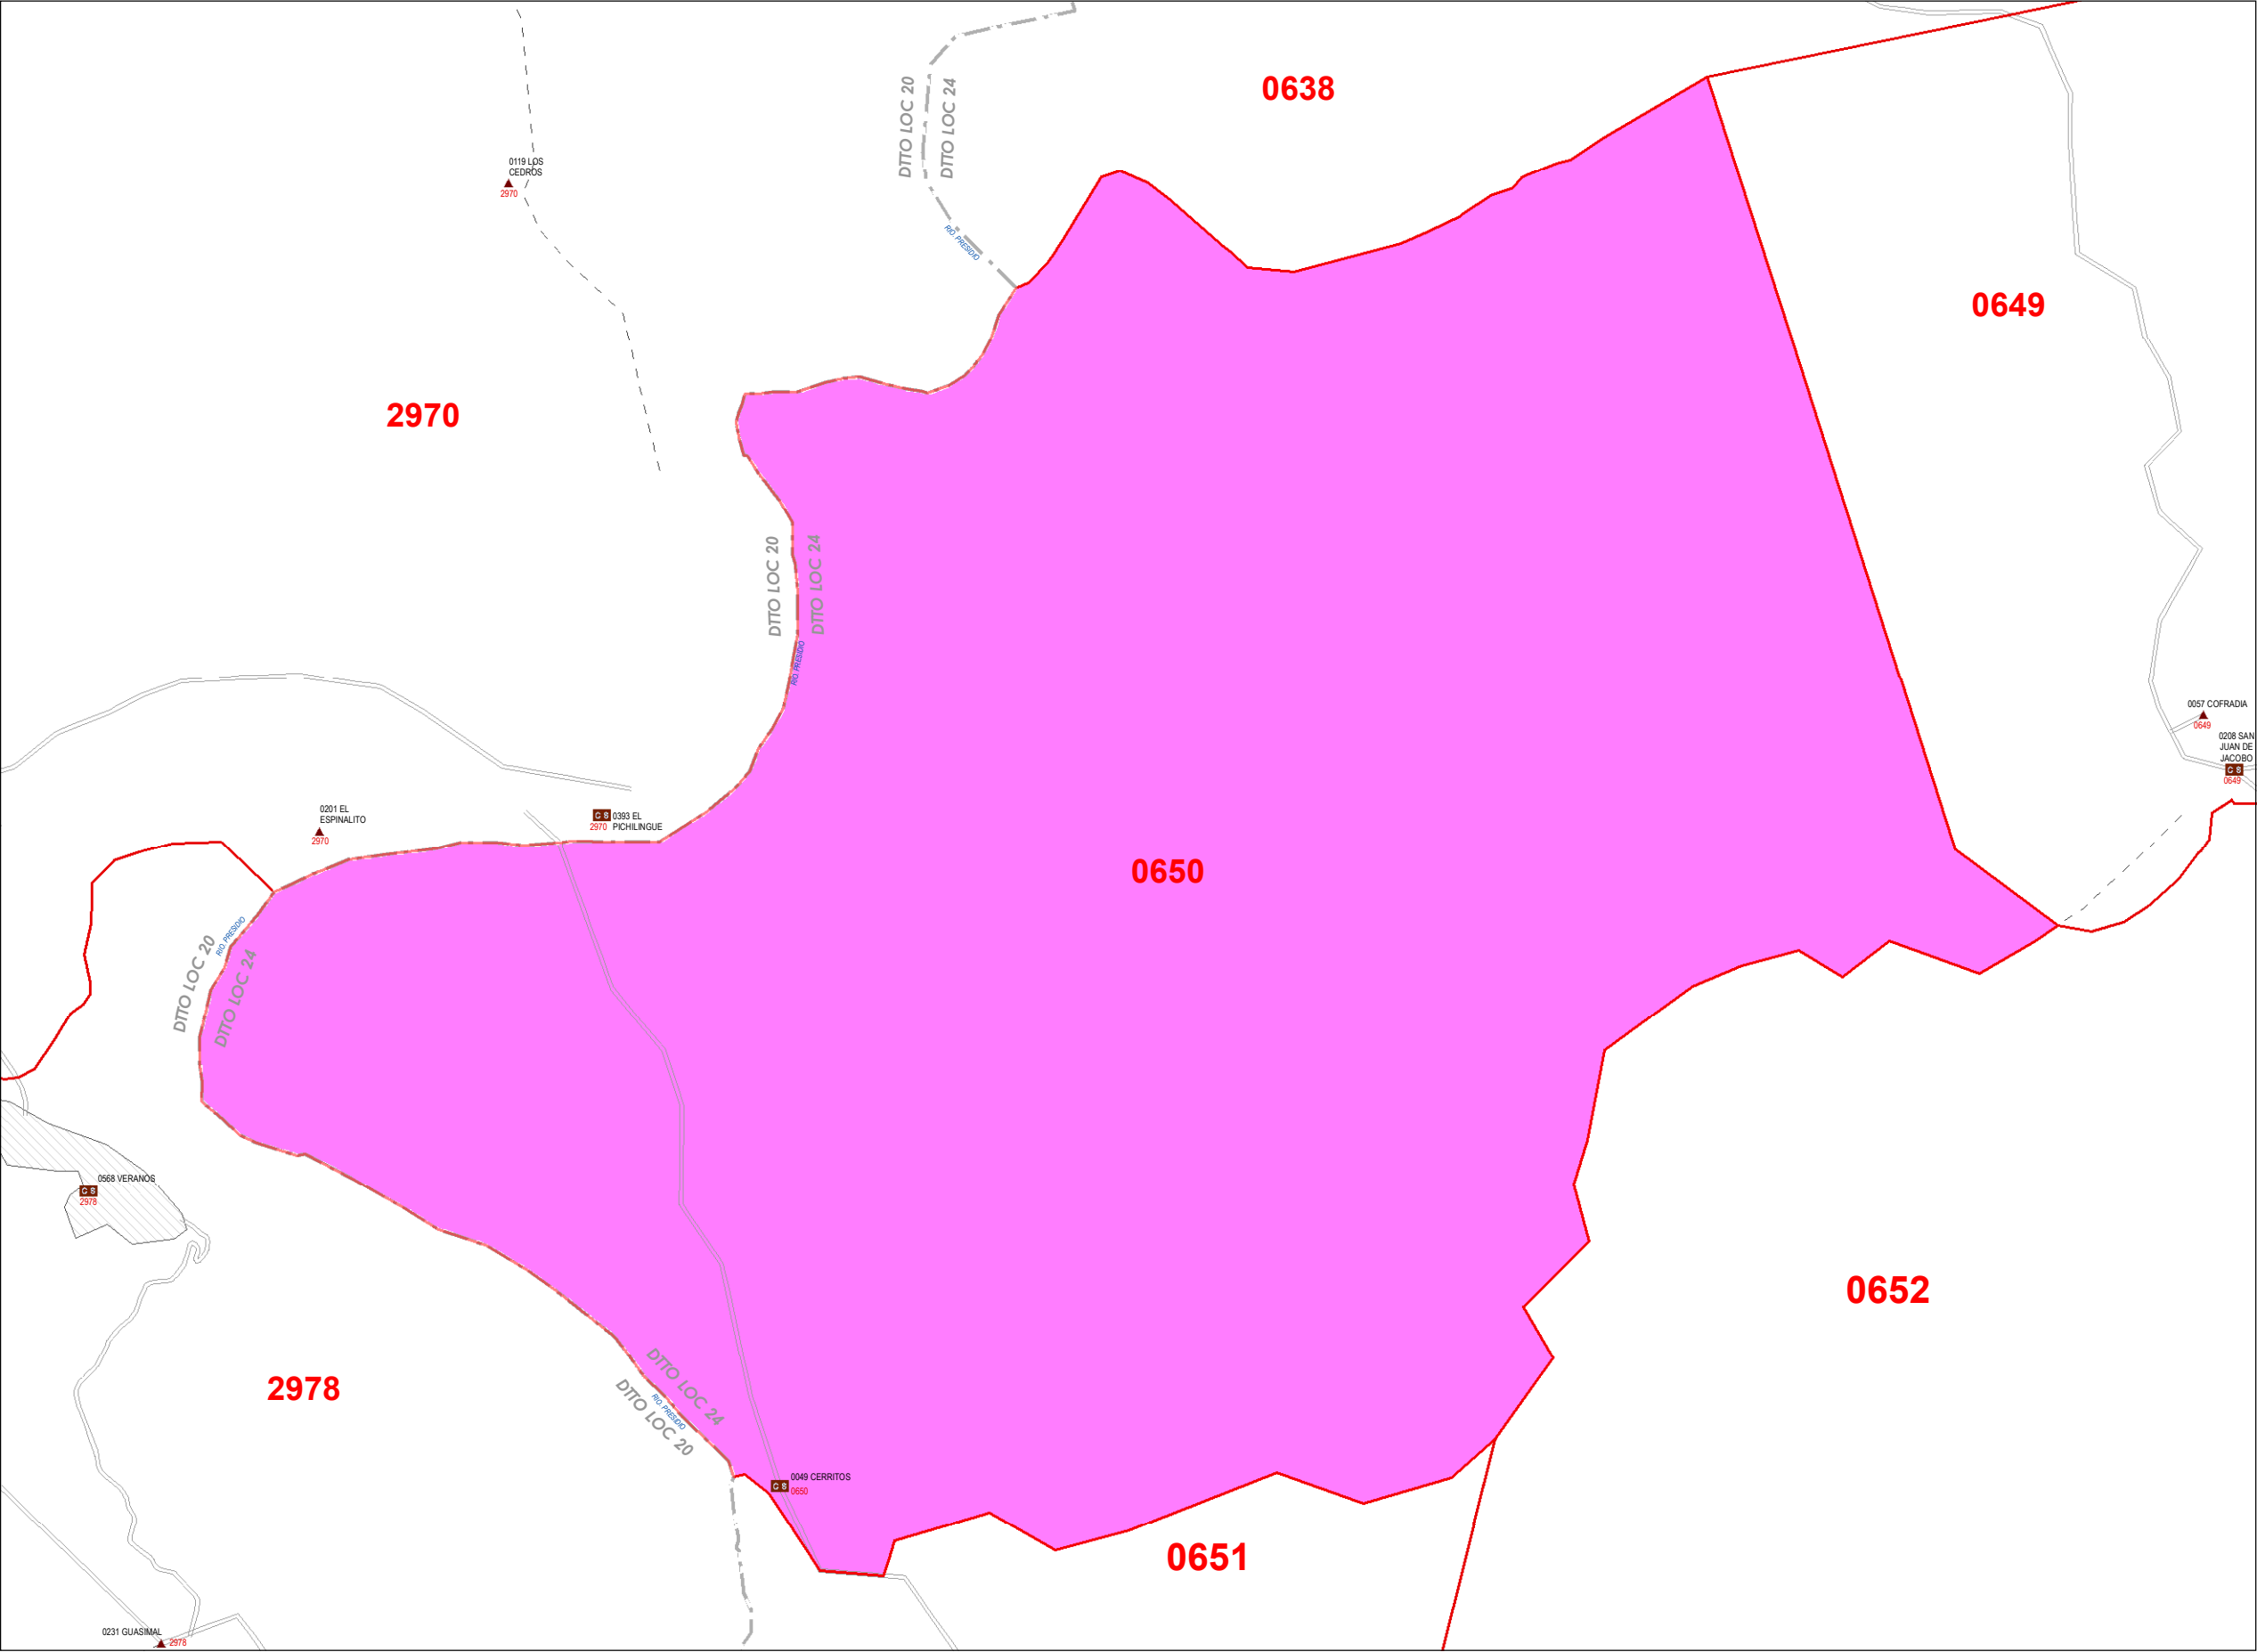 0638
DTTO LOC 20
DTTO LOC 24
0119 LOS
CEDROS
2970
RIO. PRESIDIO
0649
2970
DTTO LOC 20
DTTO LOC 24
RIO. PRESIDIO
0057 COFRADIA
0649
0208 SAN
JUAN DE
JACOBO
C S
0649
0201 EL
ESPINALITO
2970
C S 0393 EL
2970 PICHILINGUE
0650
RIO. PRESIDIO
DTTO LOC 20
DTTO LOC 24
0568 VERANOS
C S
2978
0652
2978
DTTO LOC 24
RIO. PRESIDIO
DTTO LOC 20
0049 CERRITOS
C S
0650
0651
0231 GUASIMAL
2978